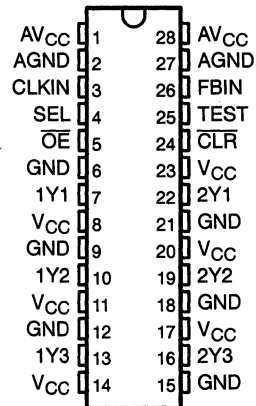 AVCC 1 28 AVCC
AGND 2 27 AGND
CLKIN 3 26 FBIN
SEL 4 25 TEST
O̅E̅ 5 24 C̅L̅R̅
GND 6 23 VCC
1Y1 7 22 2Y1
VCC 8 21 GND
GND 9 20 VCC
1Y2 10 19 2Y2
VCC 11 18 GND
GND 12 17 VCC
1Y3 13 16 2Y3
VCC 14 15 GND